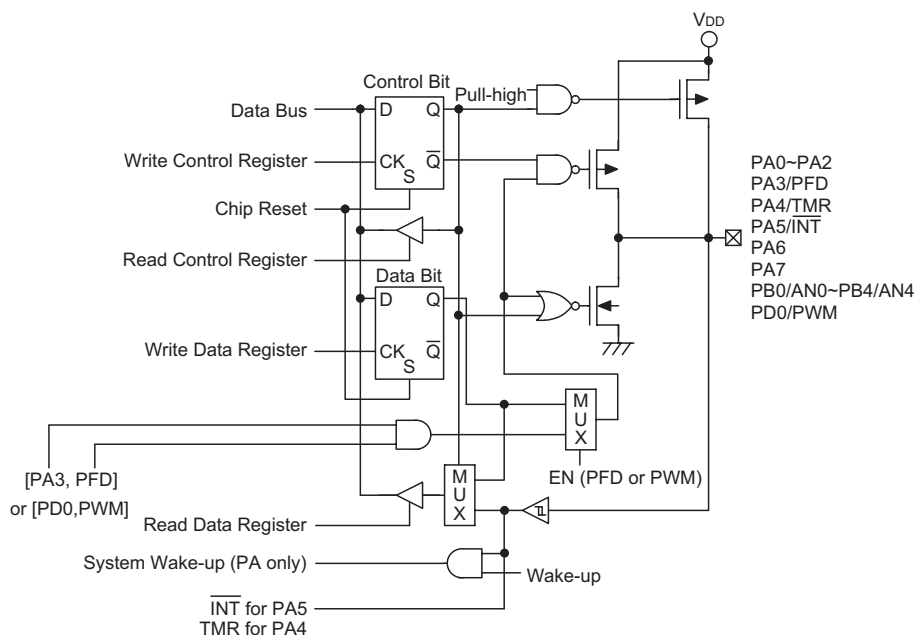 VDD
Control Bit
Pull-high
Data Bus
D
Q
Write Control Register
CK
Q̅
S
Chip Reset
Read Control Register
Data Bit
D
Q
Write Data Register
CK
Q̅
S
PA0~PA2
PA3/PFD
PA4/TMR
PA5/I̅N̅T̅
PA6
PA7
PB0/AN0~PB4/AN4
PD0/PWM
MUX
[PA3, PFD]
or [PD0,PWM]
MUX
EN (PFD or PWM)
Read Data Register
System Wake-up (PA only)
Wake-up
I̅N̅T̅ for PA5
TMR for PA4